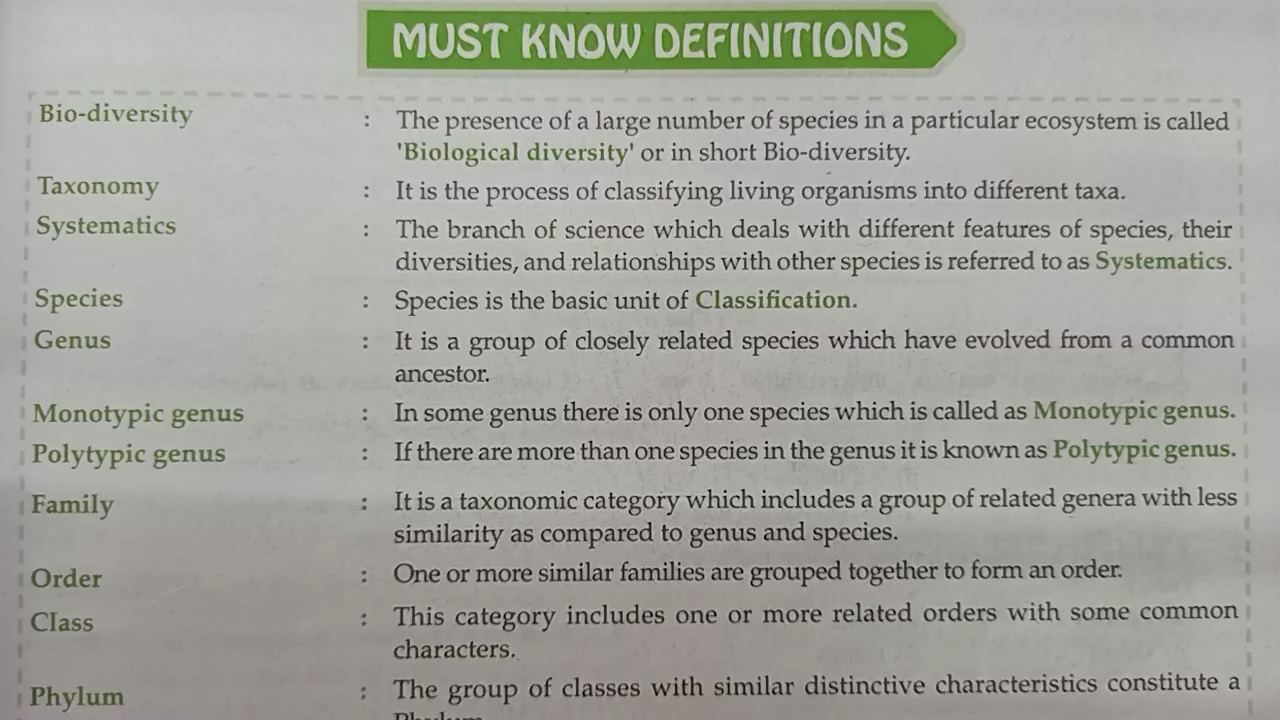 MUST KNOW DEFINITIONS
Bio-diversity : The presence of a large number of species in a particular ecosystem is called
'Biological diversity' or in short Bio-diversity.
Taxonomy : It is the process of classifying living organisms into different taxa.
Systematics : The branch of science which deals with different features of species, their
diversities, and relationships with other species is referred to as Systematics.
Species : Species is the basic unit of Classification.
Genus : It is a group of closely related species which have evolved from a common
ancestor.
Monotypic genus : In some genus there is only one species which is called as Monotypic genus.
Polytypic genus : If there are more than one species in the genus it is known as Polytypic genus.
Family : It is a taxonomic category which includes a group of related genera with less
similarity as compared to genus and species.
Order : One or more similar families are grouped together to form an order.
Class : This category includes one or more related orders with some common
characters.
Phylum : The group of classes with similar distinctive characteristics constitute a